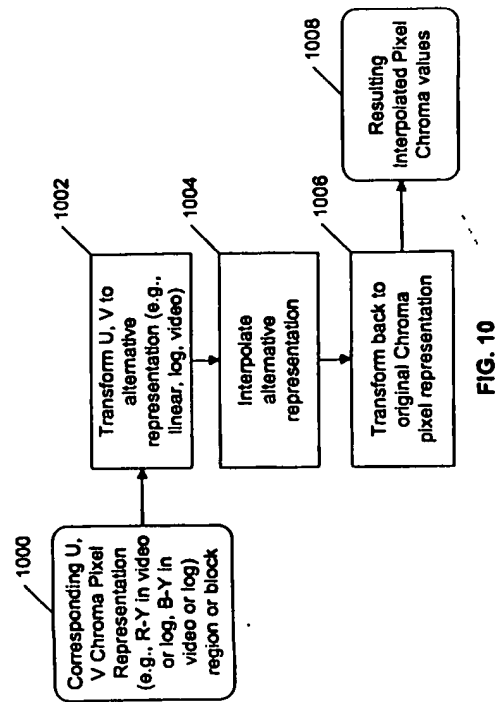 1000
Corresponding U,
V Chroma Pixel
Representation
(e.g., R-Y in video
or log, B-Y in
video or log)
region or block
1002
Transform U, V to
alternative
representation (e.g.,
linear, log, video)
1004
Interpolate
alternative
representation
1006
Transform back to
original Chroma
pixel representation
1008
Resulting
Interpolated Pixel
Chroma values
FIG. 10